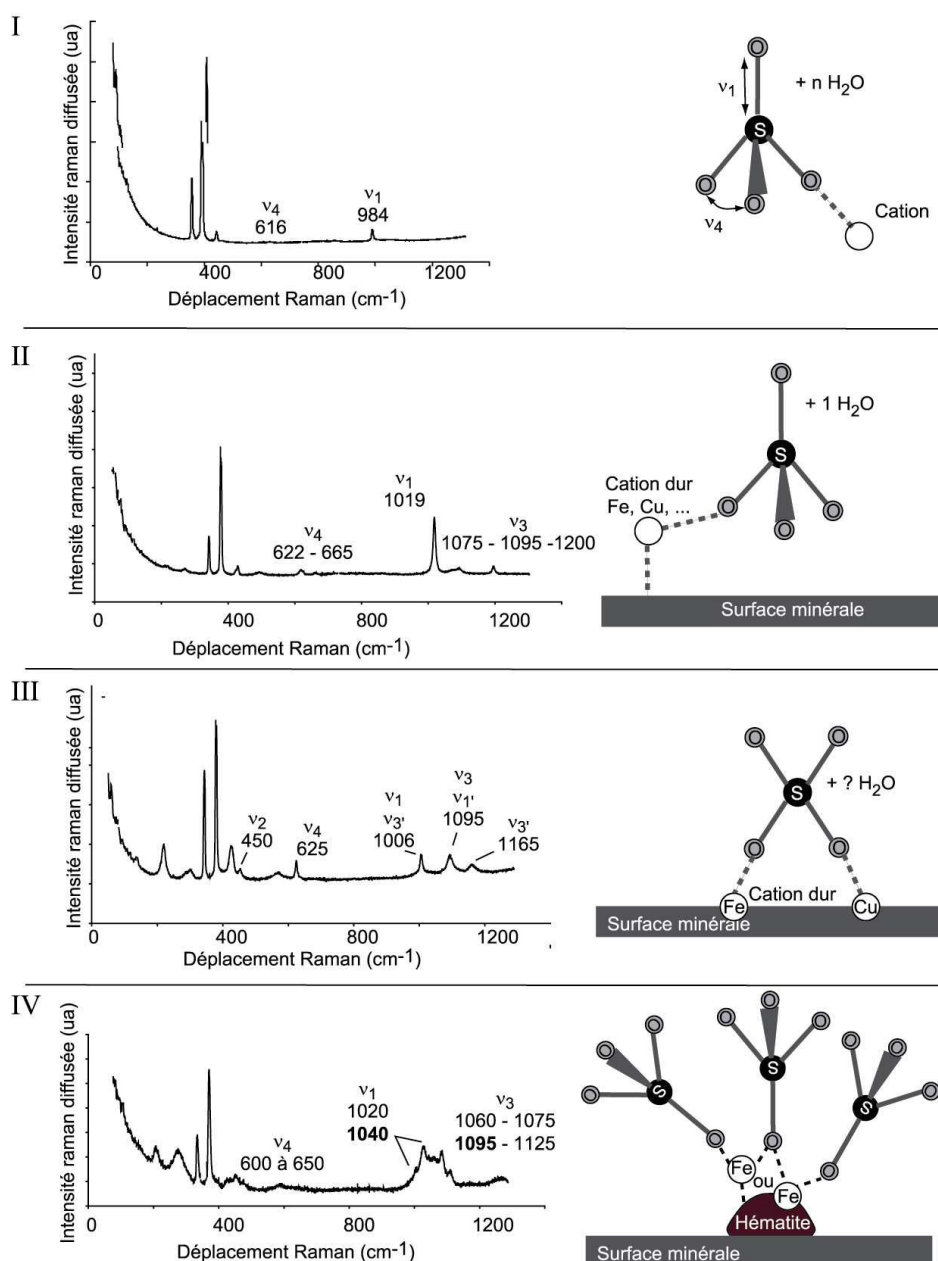 I
Intensité raman diffusée (ua)
ν4
616
ν1
984
0 400 800 1200
Déplacement Raman (cm-1)
O
ν1
+ n H2O
S
O
O
O
ν4
Cation
II
Intensité raman diffusée (ua)
ν1
1019
ν4
622 - 665
ν3
1075 - 1095 -1200
0 400 800 1200
Déplacement Raman (cm-1)
O
+ 1 H2O
S
Cation dur
Fe, Cu, ...
O
O
O
Surface minérale
III
Intensité raman diffusée (ua)
ν2
450
ν4
625
ν1
ν3'
1006
ν3
ν1'
1095
ν3'
1165
0 400 800 1200
Déplacement Raman (cm-1)
O O
S
+ ? H2O
O O
Cation dur
Fe Cu
Surface minérale
IV
Intensité raman diffusée (ua)
ν4
600 à 650
ν1
1020
1040
ν3
1060 - 1075
1095 - 1125
0 400 800 1200
Déplacement Raman (cm-1)
O O O
O O O O
S S S
O O O
O O O
Fe ou Fe
Hématite
Surface minérale